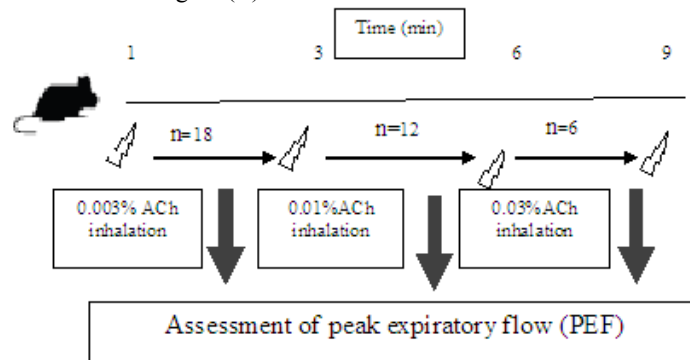 Time (min)
1 3 6 9
n=18 n=12 n=6
0.003% ACh inhalation
0.01%ACh inhalation
0.03%ACh inhalation
Assessment of peak expiratory flow (PEF)